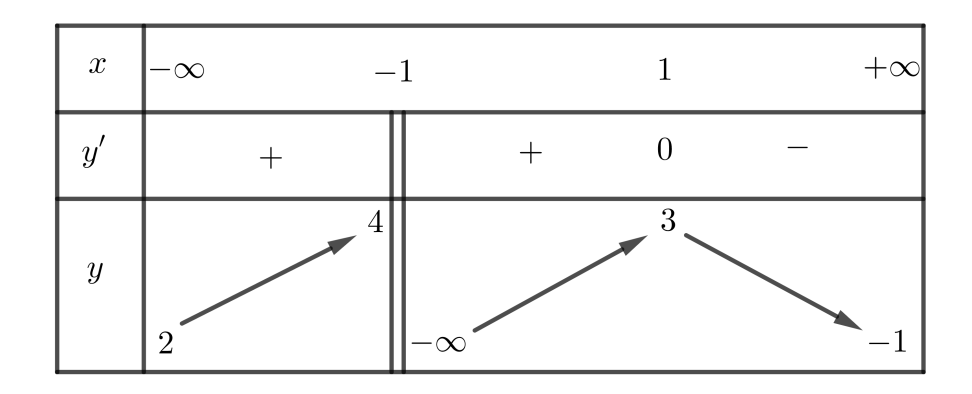 x −∞ −1 1 +∞
y′ + + 0 −
4 3
y
2 −∞ −1